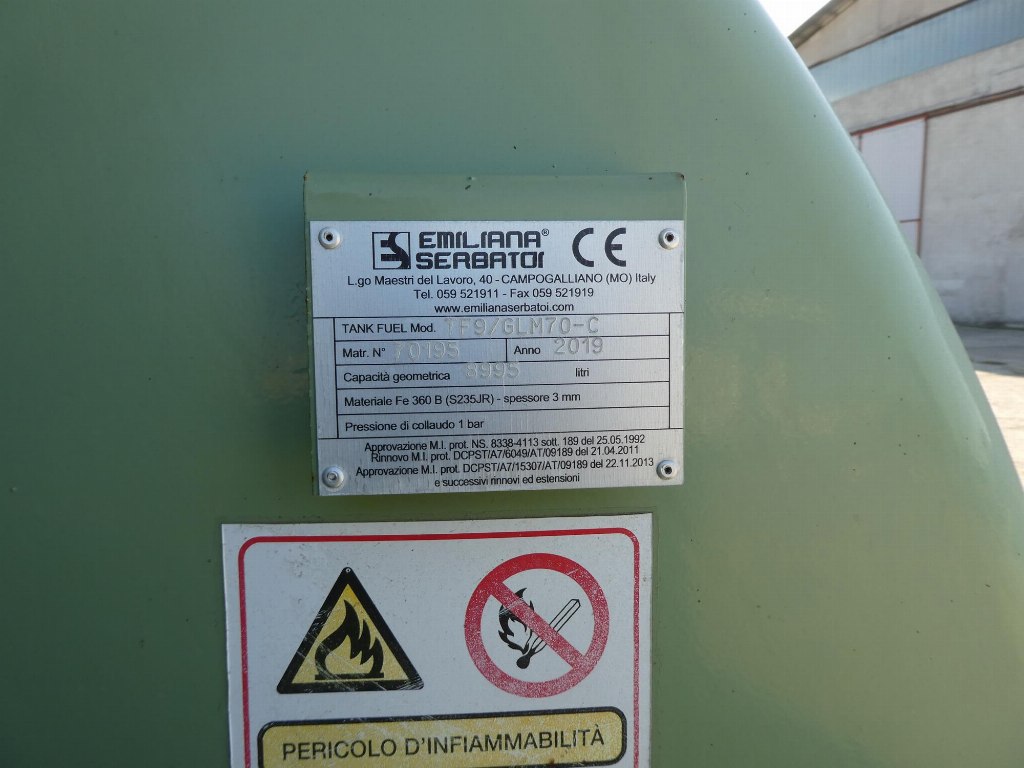 EMILIANA®
SERBATOI
CE
L.go Maestri del Lavoro, 40 - CAMPOGALLIANO (MO) Italy
Tel. 059 521911 - Fax 059 521919
www.emilianaserbatoi.com
TANK FUEL Mod. TF9/GLM70-C
Matr. N° 70195 Anno 2019
Capacità geometrica 8995 litri
Materiale Fe 360 B (S235JR) - spessore 3 mm
Pressione di collaudo 1 bar
Approvazione M.I. prot. NS. 8338-4113 sott. 189 del 25.05.1992
Rinnovo M.I. prot. DCPST/A7/6049/AT/09189 del 21.04.2011
Approvazione M.I. prot. DCPST/A7/15307/AT/09189 del 22.11.2013
e successivi rinnovi ed estensioni
PERICOLO D'INFIAMMABILITÀ